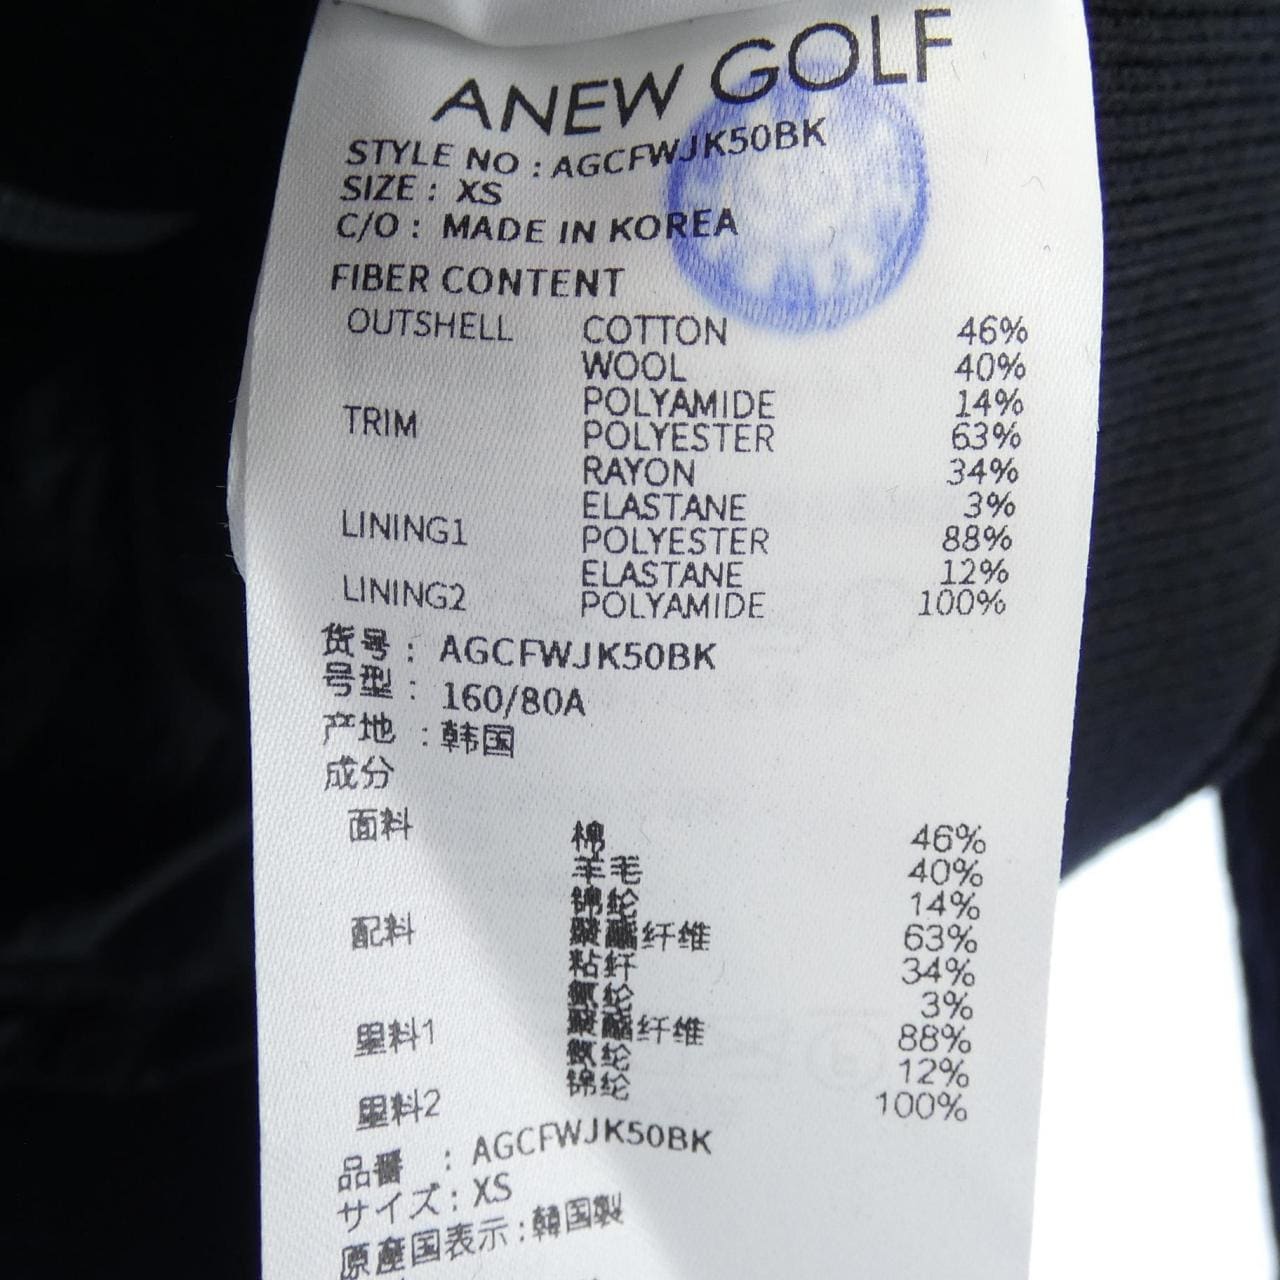 ANEW GOLF
STYLE NO : AGCFWJK50BK
SIZE : XS
C/O : MADE IN KOREA
FIBER CONTENT
OUTSHELL COTTON 46%
WOOL 40%
POLYAMIDE 14%
TRIM POLYESTER 63%
RAYON 34%
ELASTANE 3%
LINING1 POLYESTER 88%
ELASTANE 12%
LINING2 POLYAMIDE 100%
货号 : AGCFWJK50BK
号型 : 160/80A
产地 : 韩国
成分
面料 棉 46%
羊毛 40%
锦纶 14%
配料 聚酯纤维 63%
粘纤 34%
氨纶 3%
里料1 聚酯纤维 88%
氨纶 12%
里料2 锦纶 100%
品番 : AGCFWJK50BK
サイズ : XS
原産国表示 : 韓国製